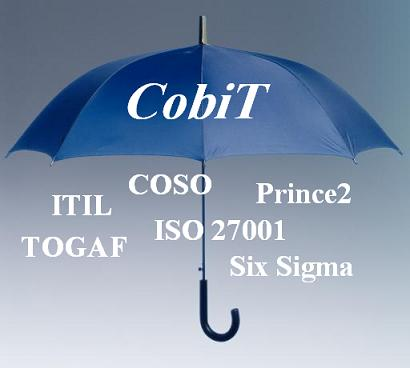 CobiT
COSO
Prince2
ITIL
ISO 27001
TOGAF
Six Sigma